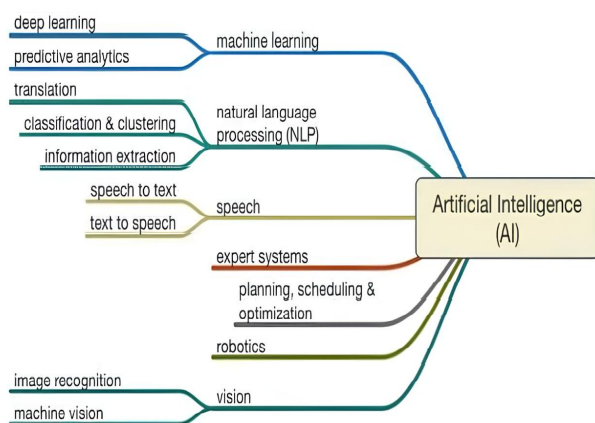 deep learning
machine learning
predictive analytics
translation
natural language
processing (NLP)
classification & clustering
information extraction
speech to text
speech
text to speech
Artificial Intelligence
(AI)
expert systems
planning, scheduling &
optimization
robotics
image recognition
vision
machine vision